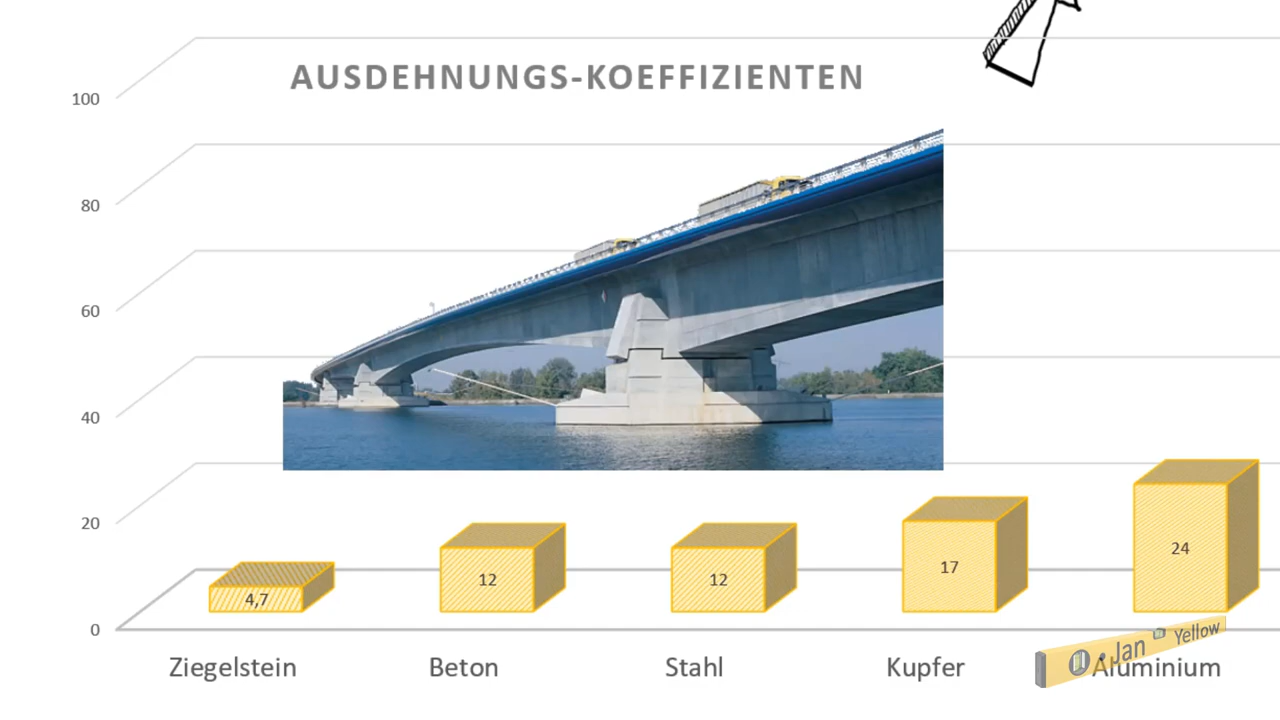 AUSDEHNUNGS-KOEFFIZIENTEN
100
80
60
40
20
0
4,7
12
12
17
24
Ziegelstein
Beton
Stahl
Kupfer
Aluminium
Jan Yellow